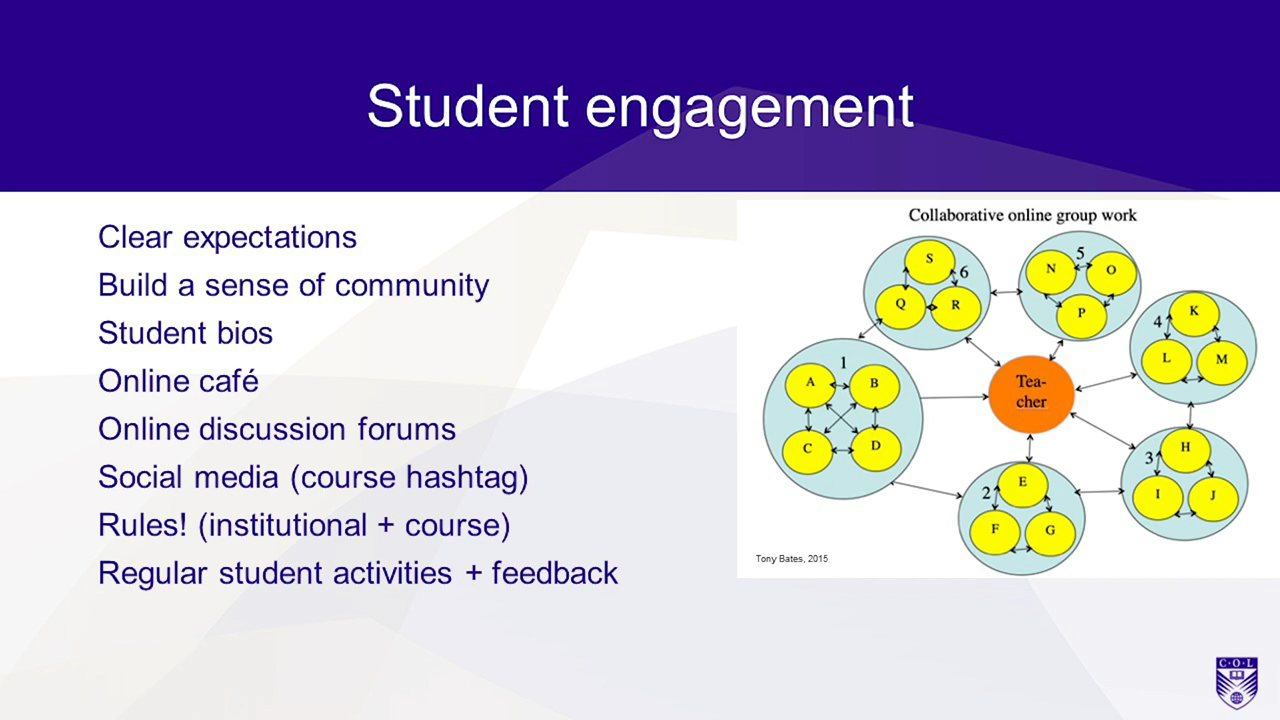 Student engagement
Clear expectations
Build a sense of community
Student bios
Online café
Online discussion forums
Social media (course hashtag)
Rules! (institutional + course)
Regular student activities + feedback
Collaborative online group work
S
6
Q
R
5
N
O
P
K
4
L
M
1
A
B
C
D
Tea-
cher
H
3
I
J
E
2
F
G
Tony Bates, 2015
C·O·L